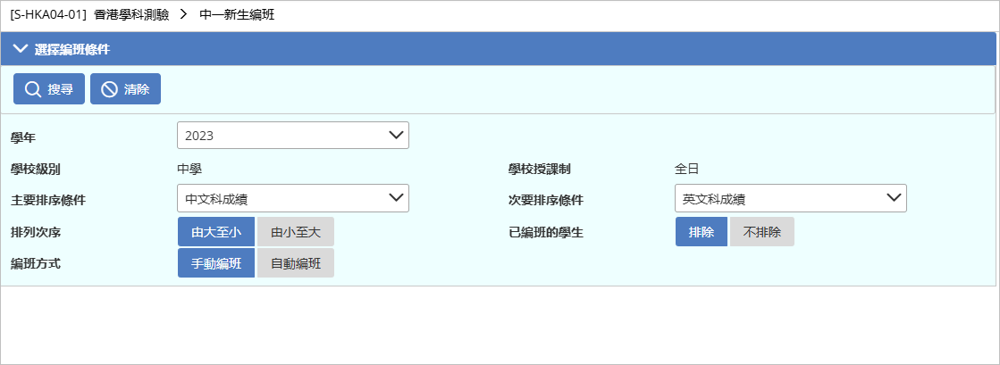 [S-HKA04-01] 香港學科測驗 > 中一新生編班
選擇編班條件
搜尋 清除
學年 2023
學校級別 中學 學校授課制 全日
主要排序條件 中文科成績 次要排序條件 英文科成績
排列次序 由大至小 由小至大 已編班的學生 排除 不排除
編班方式 手動編班 自動編班